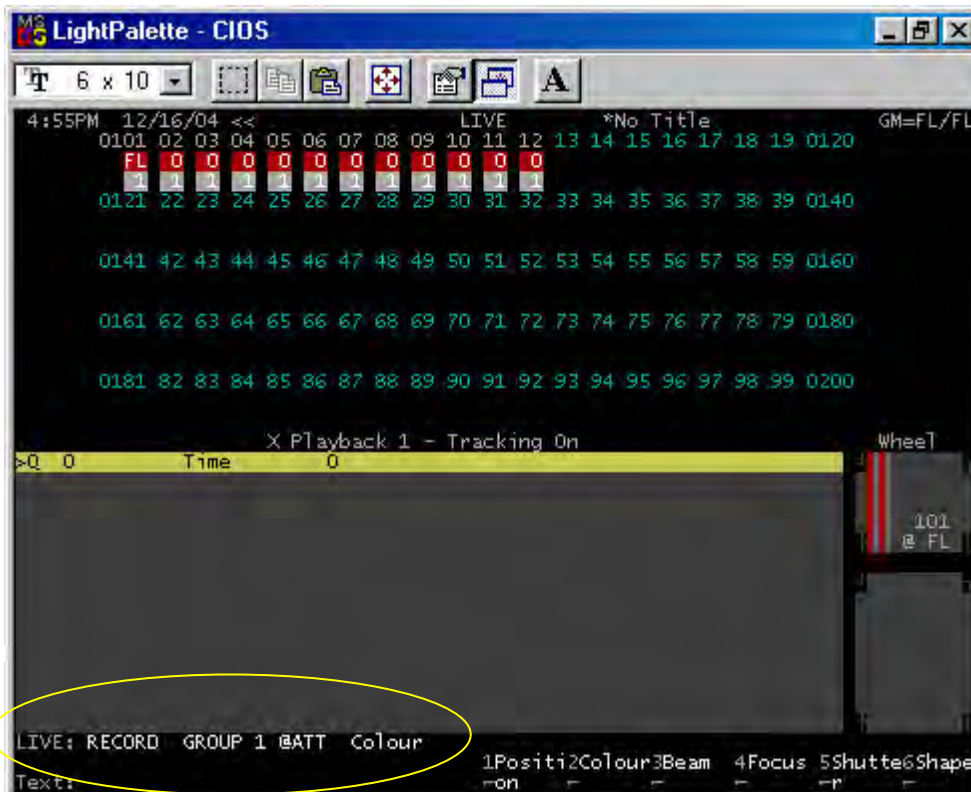 LightPalette - CIOS
6 x 10
4:55PM 12/16/04 << LIVE *No Title GM=FL/FL
0101 02 03 04 05 06 07 08 09 10 11 12 13 14 15 16 17 18 19 0120
FL 0 0 0 0 0 0 0 0 0 0 0
1 1 1 1 1 1 1 1 1 1 1 1
0121 22 23 24 25 26 27 28 29 30 31 32 33 34 35 36 37 38 39 0140
0141 42 43 44 45 46 47 48 49 50 51 52 53 54 55 56 57 58 59 0160
0161 62 63 64 65 66 67 68 69 70 71 72 73 74 75 76 77 78 79 0180
0181 82 83 84 85 86 87 88 89 90 91 92 93 94 95 96 97 98 99 0200
X Playback 1 - Tracking On Wheel
>Q 0 Time 0
101
@ FL
LIVE: RECORD GROUP 1 @ATT Colour
1Positi2Colour3Beam 4Focus 5Shutte6Shape
Text: -on - - - -r -